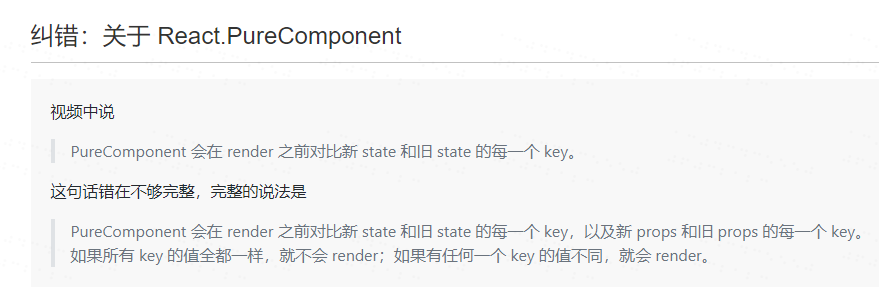 纠错：关于 React.PureComponent
视频中说
PureComponent 会在 render 之前对比新 state 和旧 state 的每一个 key。
这句话错在不够完整，完整的说法是
PureComponent 会在 render 之前对比新 state 和旧 state 的每一个 key，以及新 props 和旧 props 的每一个 key。
如果所有 key 的值全都一样，就不会 render；如果有任何一个 key 的值不同，就会 render。